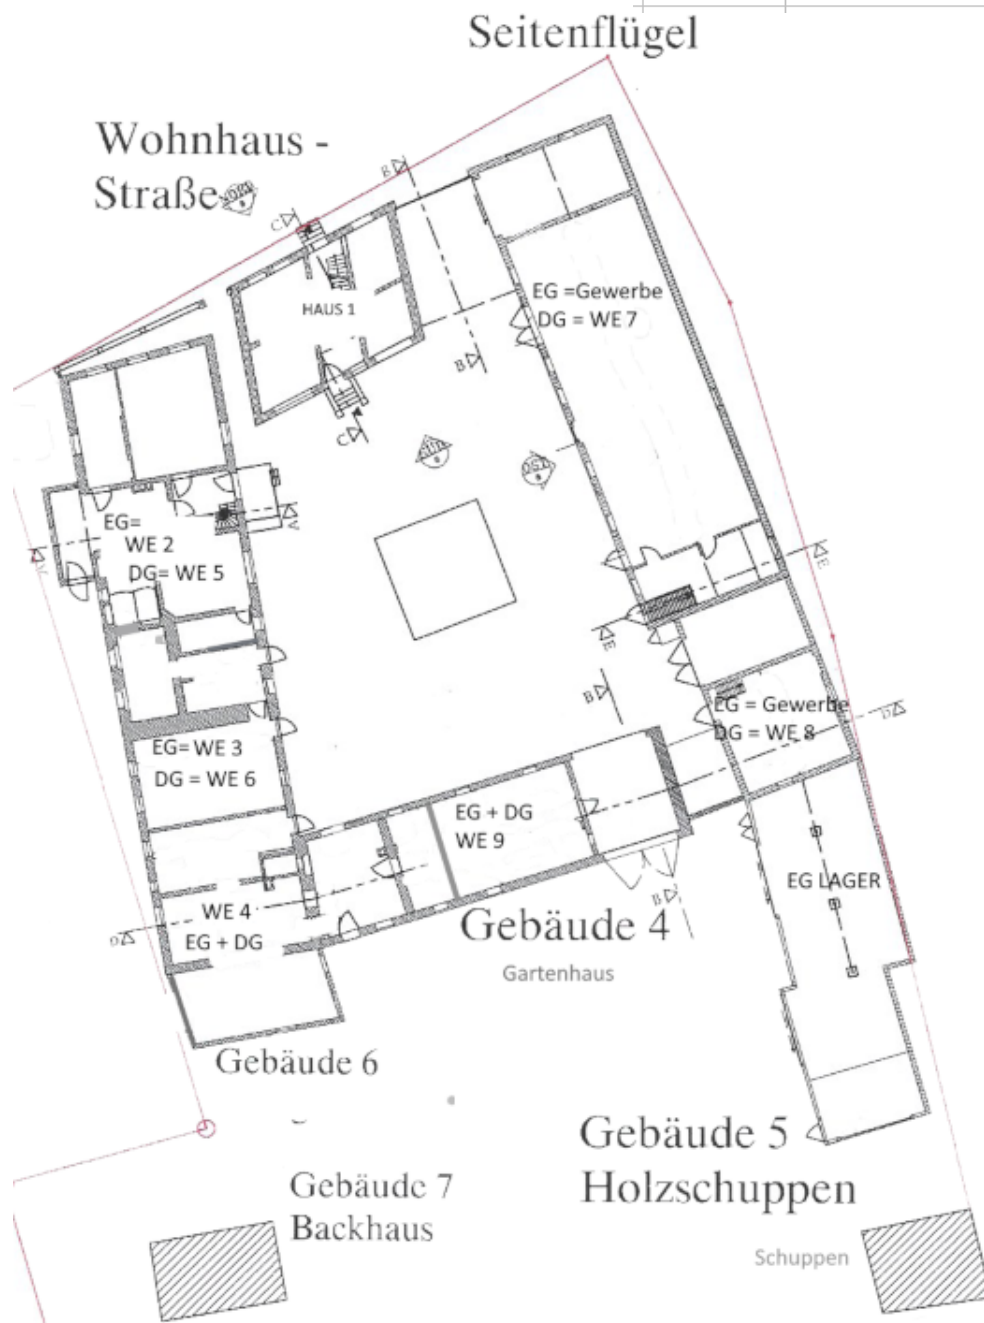 Seitenflügel
Wohnhaus -
Straße
B
C
HAUS 1
EG =Gewerbe
DG = WE 7
B
C
EG=
WE 2
DG= WE 5
V
V
E
E
B
EG = Gewerbe
DG = WE 8
D
EG= WE 3
DG = WE 6
EG + DG
WE 9
EG LAGER
WE 4
EG + DG
D
B
Gebäude 4
Gartenhaus
Gebäude 6
Gebäude 5
Holzschuppen
Gebäude 7
Backhaus
Schuppen